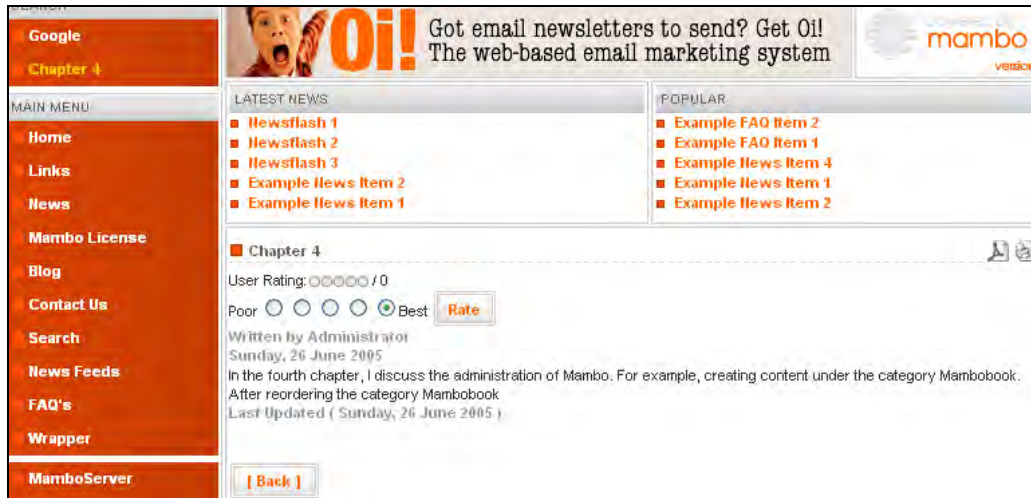 SEARCH
Google
Chapter 4
MAIN MENU
Home
Links
News
Mambo License
Blog
Contact Us
Search
News Feeds
FAQ's
Wrapper
MamboServer
Oi!
Got email newsletters to send? Get Oi!
The web-based email marketing system
mambo
version
LATEST NEWS
Newsflash 1
Newsflash 2
Newsflash 3
Example News Item 2
Example News Item 1
POPULAR
Example FAQ Item 2
Example FAQ Item 1
Example News Item 4
Example News Item 1
Example News Item 2
Chapter 4
User Rating: / 0
Poor Best Rate
Written by Administrator
Sunday, 26 June 2005
In the fourth chapter, I discuss the administration of Mambo. For example, creating content under the category Mambobook.
After reordering the category Mambobook
Last Updated ( Sunday, 26 June 2005 )
[ Back ]